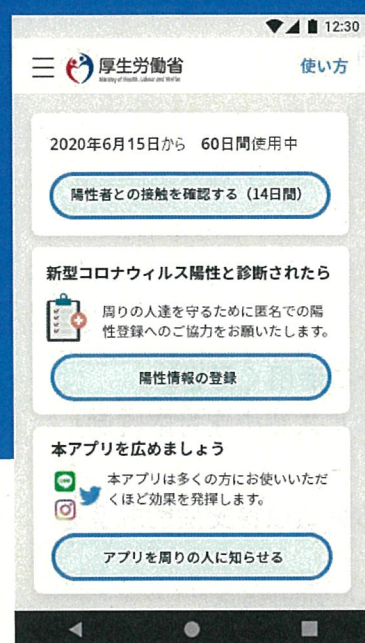 12:30
厚生労働省
Ministry of Health, Labour and Welfare
使い方
2020年6月15日から 60日間使用中
陽性者との接触を確認する（14日間）
新型コロナウィルス陽性と診断されたら
周りの人達を守るために匿名での陽
性登録へのご協力をお願いたします。
陽性情報の登録
本アプリを広めましょう
本アプリは多くの方にお使いいただ
くほど効果を発揮します。
アプリを周りの人に知らせる